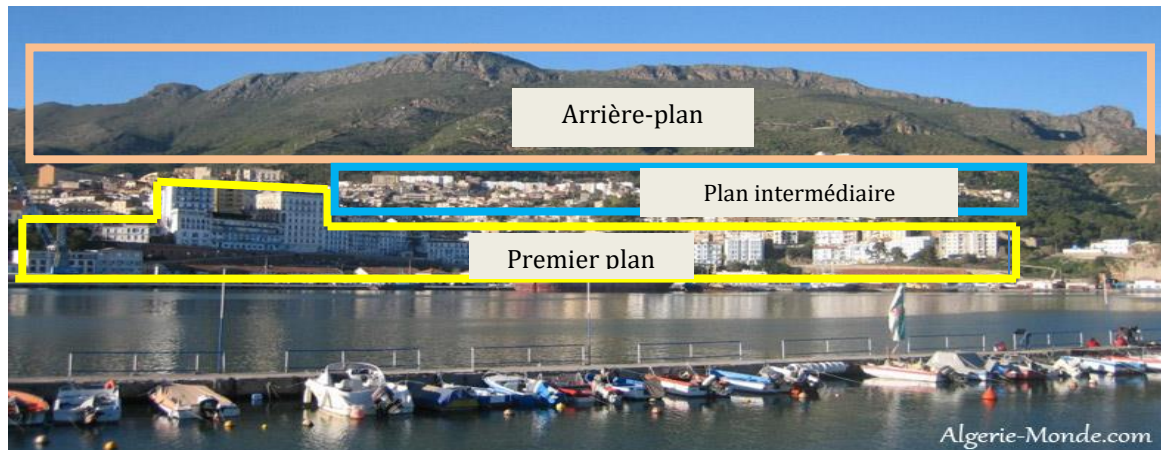 Arrière-plan
Plan intermédiaire
Premier plan
Algerie-Monde.com